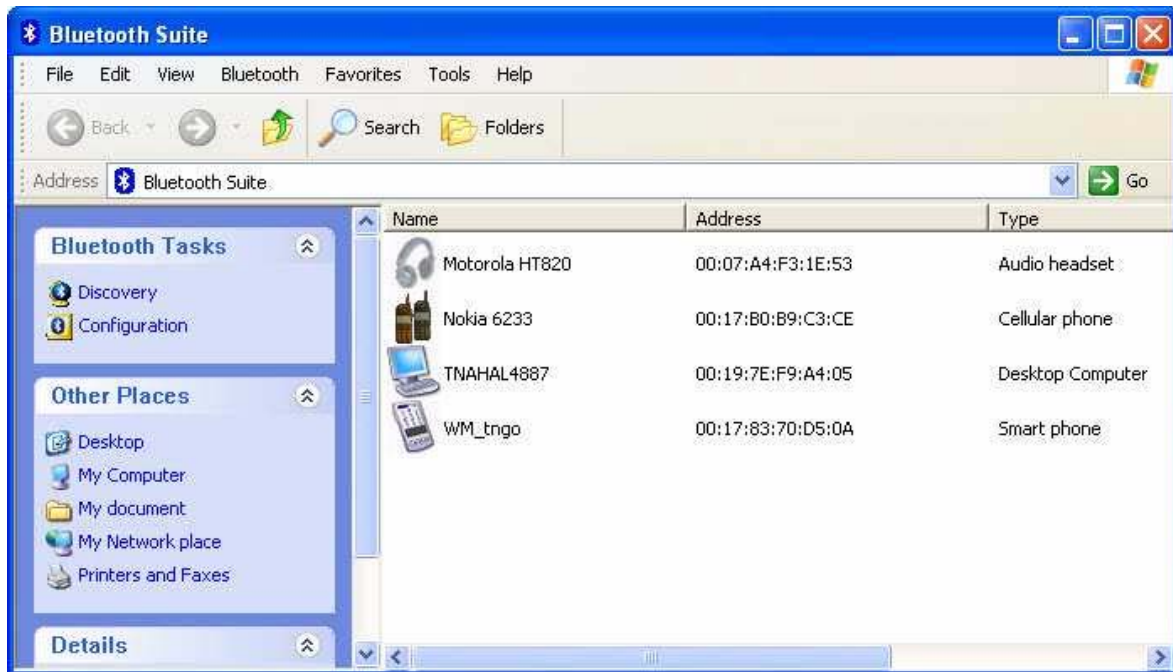 Bluetooth Suite
File Edit View Bluetooth Favorites Tools Help
Back Search Folders
Address Bluetooth Suite Go
Name Address Type
Bluetooth Tasks
Discovery
Configuration
Other Places
Desktop
My Computer
My document
My Network place
Printers and Faxes
Details
Motorola HT820 00:07:A4:F3:1E:53 Audio headset
Nokia 6233 00:17:B0:B9:C3:CE Cellular phone
TNAHAL4887 00:19:7E:F9:A4:05 Desktop Computer
WM_tngo 00:17:83:70:D5:0A Smart phone